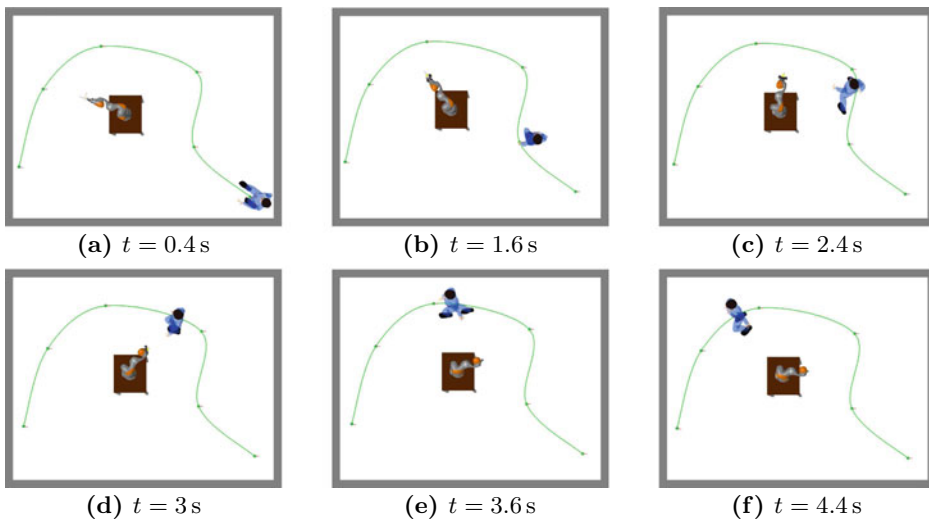 (a) t = 0.4 s
(b) t = 1.6 s
(c) t = 2.4 s
(d) t = 3 s
(e) t = 3.6 s
(f) t = 4.4 s